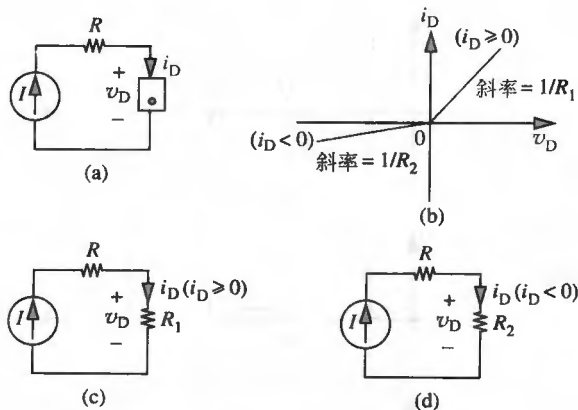 R
i_D
I
+
v_D
−
(a)
i_D
(i_D≥0)
斜率=1/R_1
(i_D<0)
0
v_D
斜率=1/R_2
(b)
R
i_D(i_D≥0)
I
+
v_D
R_1
−
(c)
R
i_D(i_D<0)
I
+
v_D
R_2
−
(d)